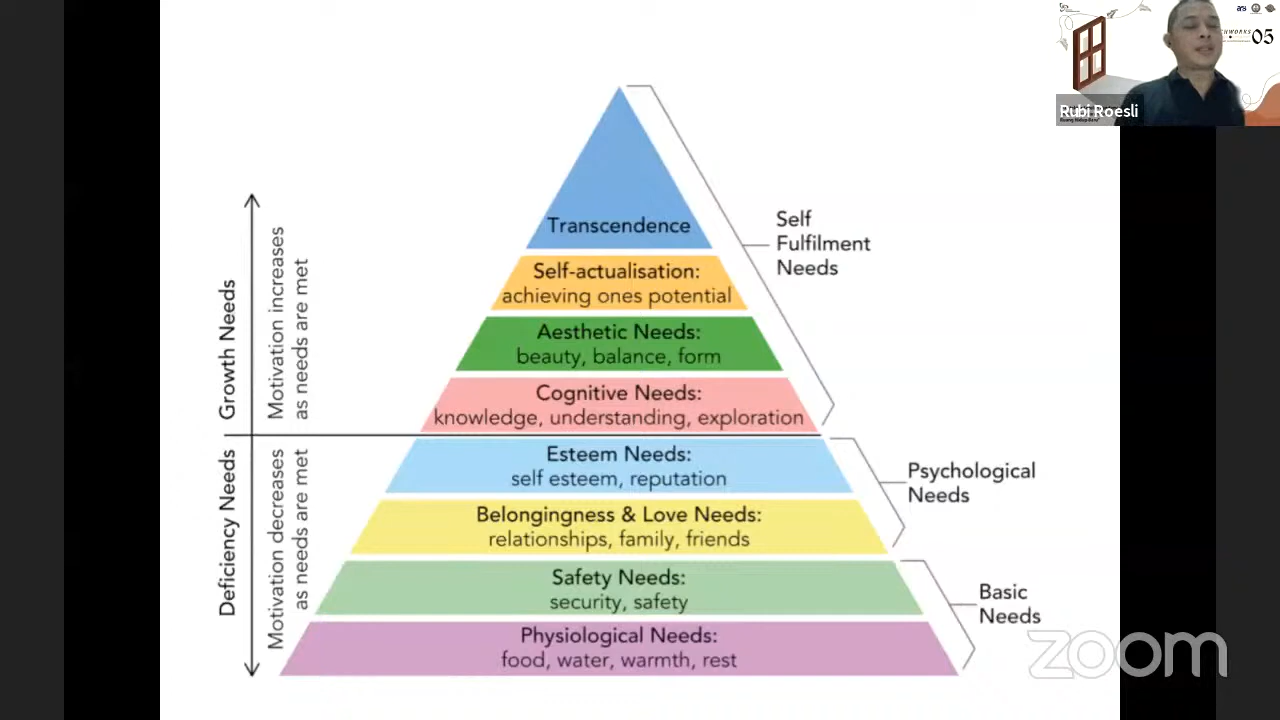 CHWORKS
05
Rubi Roesli
Transcendence
Self-actualisation:
achieving ones potential
Aesthetic Needs:
beauty, balance, form
Cognitive Needs:
knowledge, understanding, exploration
Esteem Needs:
self esteem, reputation
Belongingness & Love Needs:
relationships, family, friends
Safety Needs:
security, safety
Physiological Needs:
food, water, warmth, rest
Growth Needs
Motivation increases
as needs are met
Deficiency Needs
Motivation decreases
as needs are met
Self
Fulfilment
Needs
Psychological
Needs
Basic
Needs
zoom